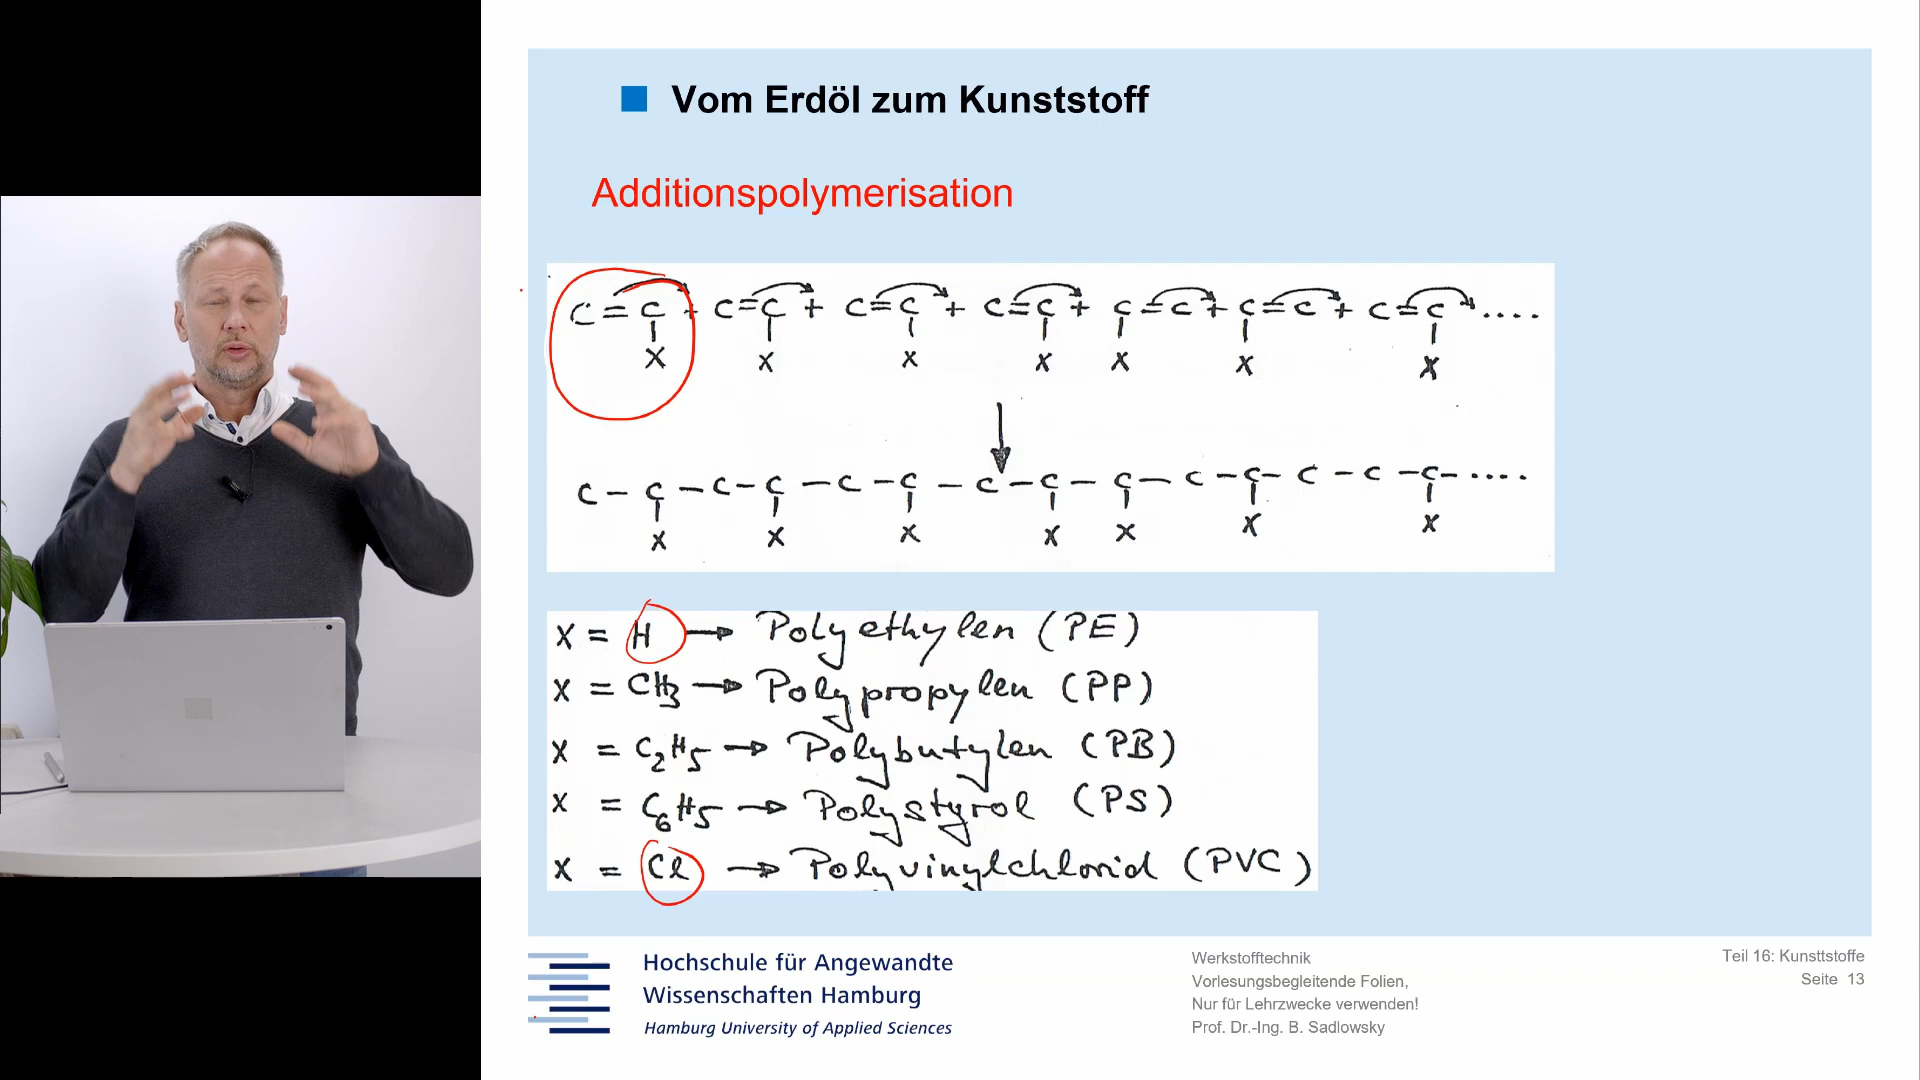 Vom Erdöl zum Kunststoff
Additionspolymerisation
C = C + C = C + C = C + C = C + C = C + C = C + C = C ....
X X X X X X X
C – C – C – C – C – C – C – C – C – C – C – C – C – C – ....
X X X X X X X
X = H → Polyethylen (PE)
X = CH3 → Polypropylen (PP)
X = C2H5 → Polybutylen (PB)
X = C6H5 → Polystyrol (PS)
X = Cl → Polyvinylchlorid (PVC)
Hochschule für Angewandte
Wissenschaften Hamburg
Hamburg University of Applied Sciences
Werkstofftechnik
Vorlesungsbegleitende Folien,
Nur für Lehrzwecke verwenden!
Prof. Dr.-Ing. B. Sadlowsky
Teil 16: Kunsttstoffe
Seite 13